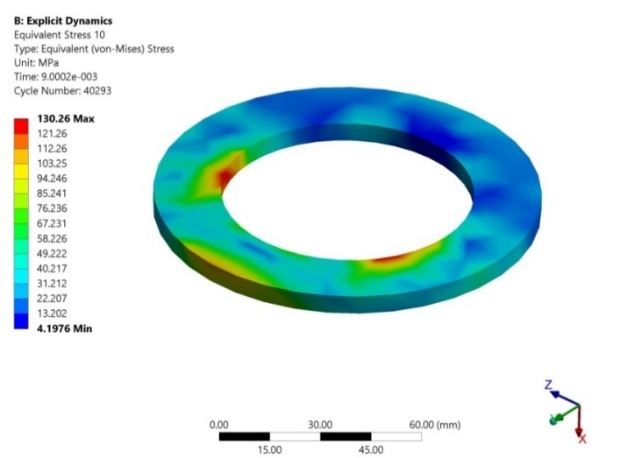 B: Explicit Dynamics
Equivalent Stress 10
Type: Equivalent (von-Mises) Stress
Unit: MPa
Time: 9.0002e-003
Cycle Number: 40293
130.26 Max
121.26
112.26
103.25
94.246
85.241
76.236
67.231
58.226
49.222
40.217
31.212
22.207
13.202
4.1976 Min
Z
X
0.00 30.00 60.00 (mm)
15.00 45.00